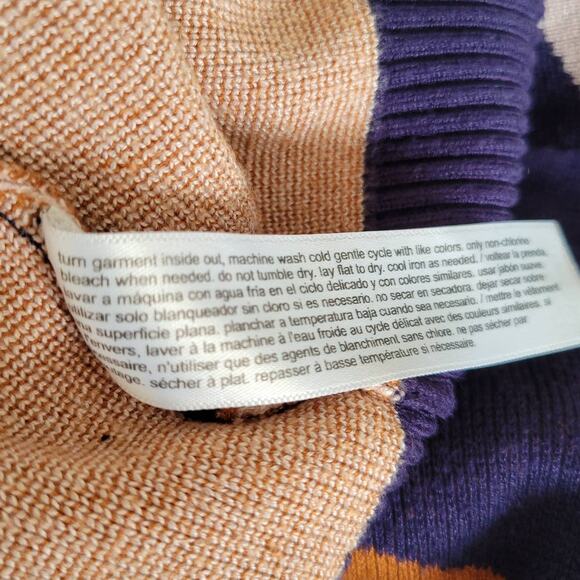 turn garment inside out, machine wash cold gentle cycle with like colors. only non-chlorine
bleach when needed. do not tumble dry. lay flat to dry. cool iron as needed. / voltear la prenda,
lavar a máquina con agua fria en el ciclo delicado y con colores similares. usar jabón suave.
utilizar solo blanqueador sin cloro si es necesario. no secar en secadora. dejar secar sobre
superficie plana. planchar a temperatura baja cuando sea necesario. / mettre le vêtement
l'envers, laver à la machine à l'eau froide au cycle délicat avec des couleurs similaires. si
nécessaire, n'utiliser que des agents de blanchiment sans chlore. ne pas sécher par
sécher à plat. repasser à basse température si nécessaire.